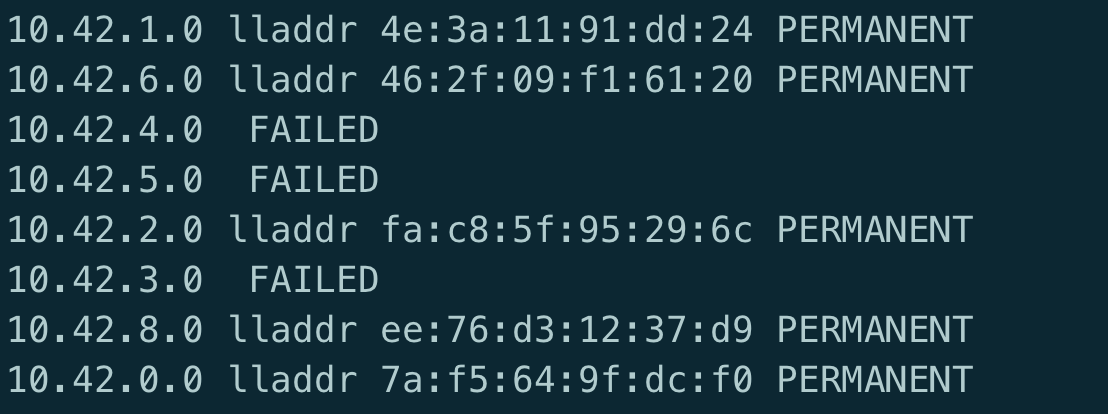 10.42.1.0 lladdr 4e:3a:11:91:dd:24 PERMANENT
10.42.6.0 lladdr 46:2f:09:f1:61:20 PERMANENT
10.42.4.0  FAILED
10.42.5.0  FAILED
10.42.2.0 lladdr fa:c8:5f:95:29:6c PERMANENT
10.42.3.0  FAILED
10.42.8.0 lladdr ee:76:d3:12:37:d9 PERMANENT
10.42.0.0 lladdr 7a:f5:64:9f:dc:f0 PERMANENT